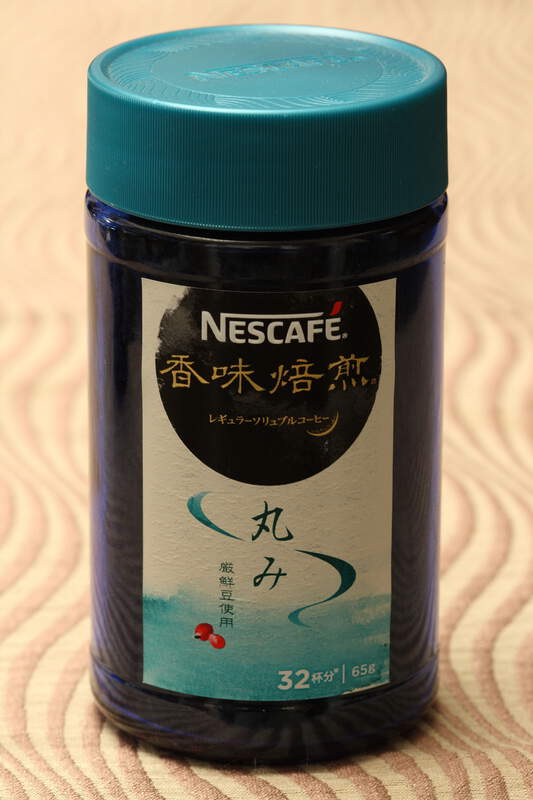 NESCAFÉ
NESCAFÉ®
香味焙煎®
レギュラーソリュブルコーヒー
丸み
厳鮮豆使用
32杯分* | 65g